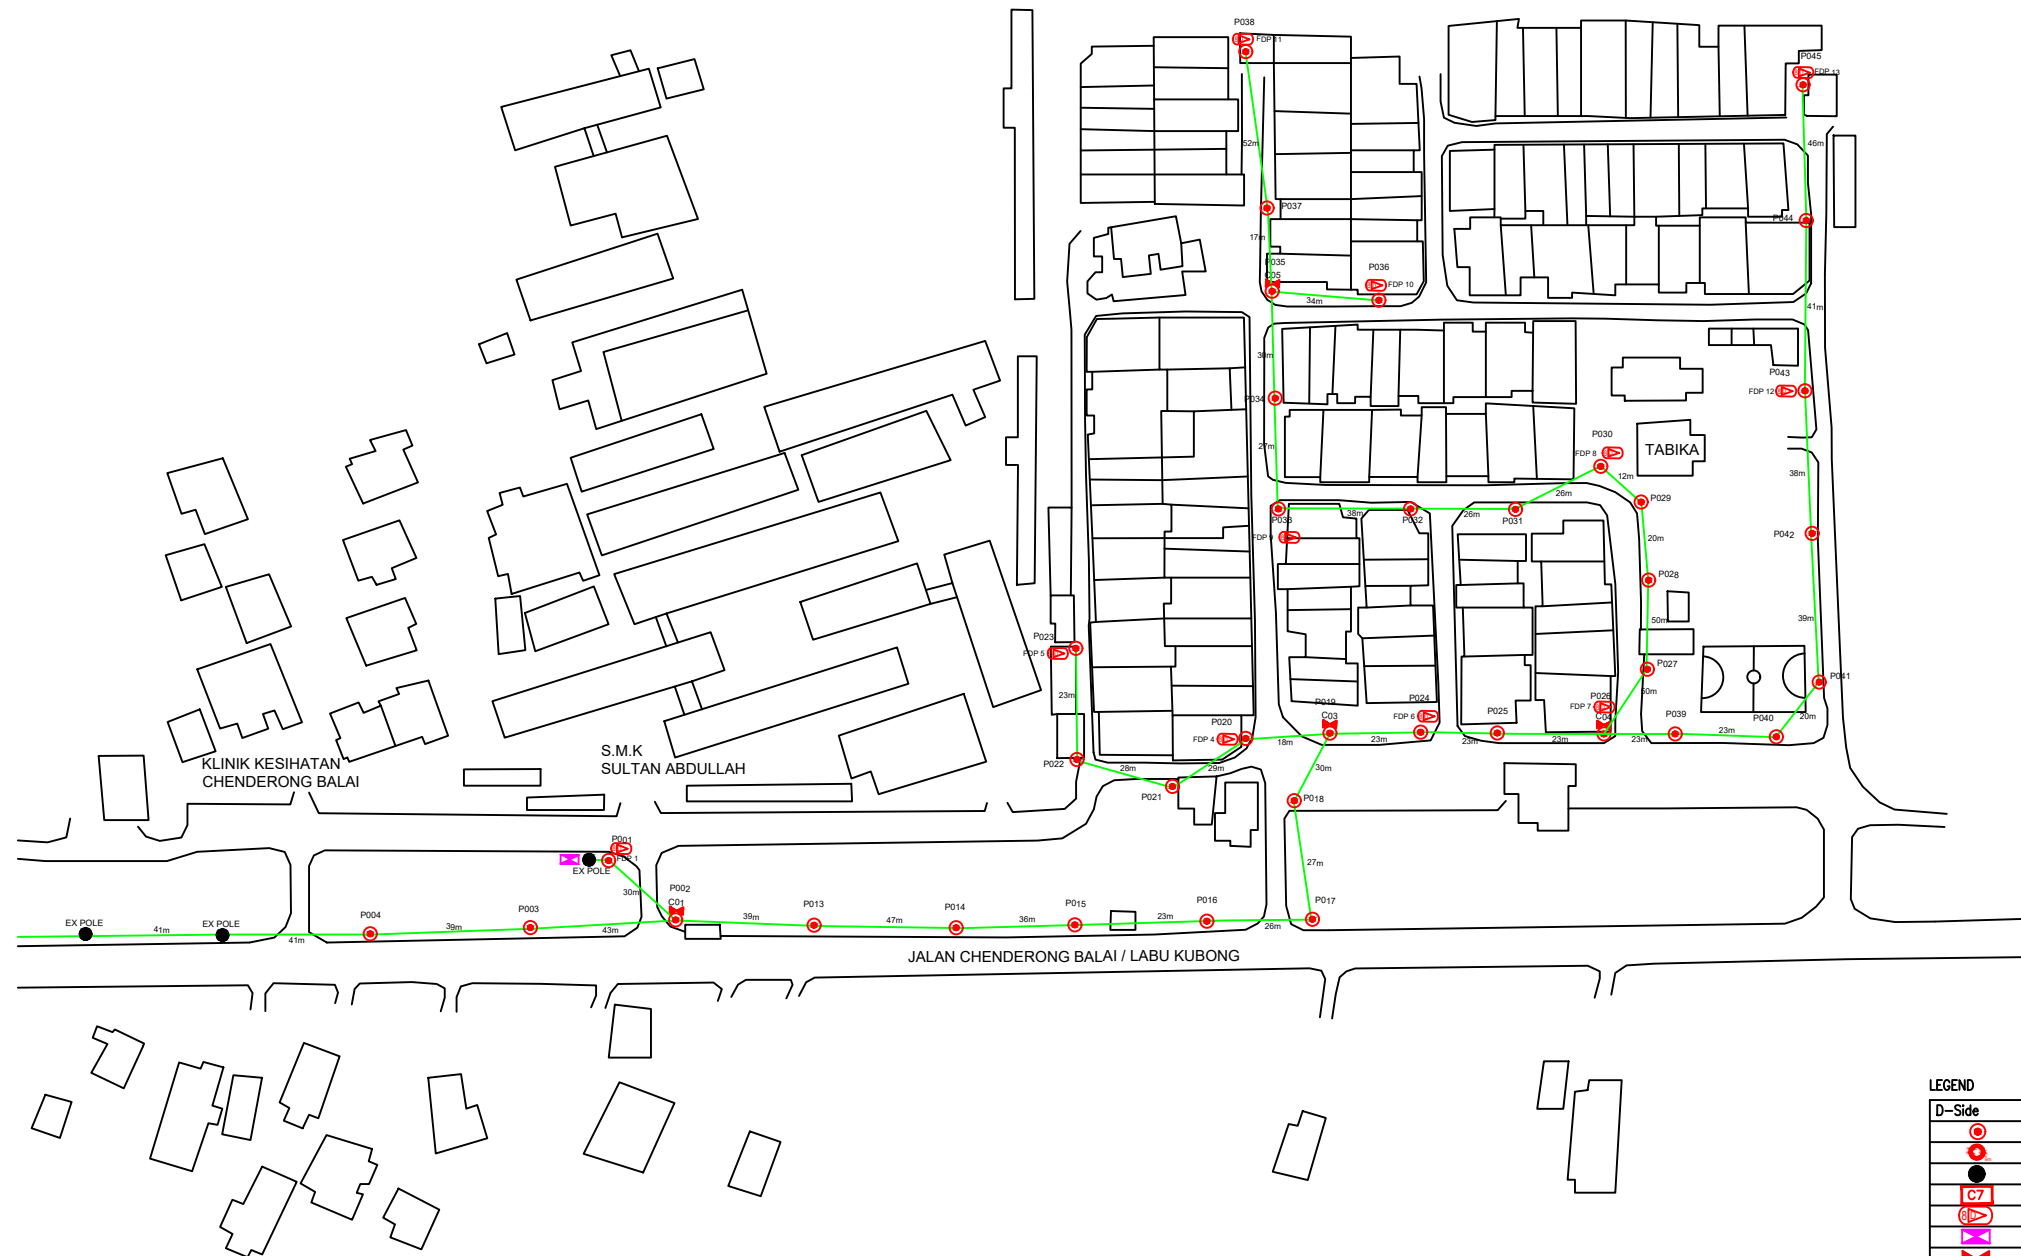 P038
FDP 11
P045
FDP 13
52m
46m
P037
P044
17m
P035
C05
P036
FDP 10
34m
41m
30m
P043
FDP 12
P034
27m
P030
FDP 8
TABIKA
12m
38m
26m
P029
P033
38m
P032
26m
P031
FDP 9
20m
P042
P028
50m
39m
P023
FDP 5
P027
P041
23m
50m
P019
C03
P024
FDP 6
P026
FDP 7
C04
P020
FDP 4
P025
P039
P040
20m
18m
23m
23m
23m
23m
23m
P022
28m
29m
30m
P021
P018
KLINIK KESIHATAN
CHENDERONG BALAI
S.M.K
SULTAN ABDULLAH
P001
FDP 1
EX POLE
27m
30m
P002
C01
EX POLE
EX POLE
P004
P003
P013
P014
P015
P016
P017
41m
41m
39m
43m
39m
47m
36m
23m
26m
JALAN CHENDERONG BALAI / LABU KUBONG
LEGEND
D-Side
C7
8D